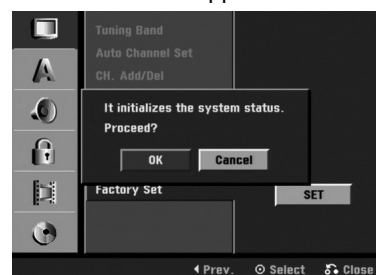 Tuning Band
Auto Channel Set
CH. Add/Del
It initializes the system status.
Proceed?
OK Cancel
Factory Set SET
Prev. Select Close